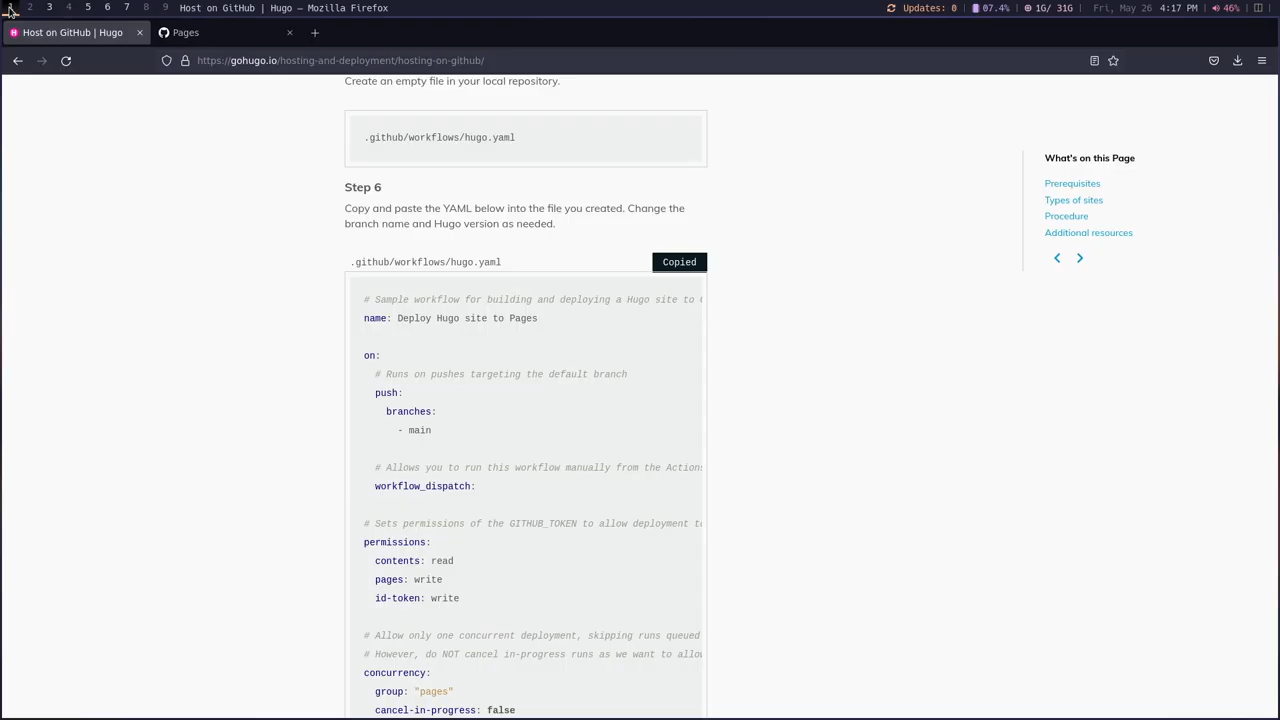 1 2 3 4 5 6 7 8 9 Host on GitHub | Hugo — Mozilla Firefox Updates: 0 | 07.4% | 1G/ 31G | Fri, May 26 4:17 PM | 46% |
Host on GitHub | Hugo × Pages × +
https://gohugo.io/hosting-and-deployment/hosting-on-github/
Create an empty file in your local repository.
.github/workflows/hugo.yaml
Step 6
Copy and paste the YAML below into the file you created. Change the
branch name and Hugo version as needed.
.github/workflows/hugo.yaml Copied
# Sample workflow for building and deploying a Hugo site to
name: Deploy Hugo site to Pages
on:
# Runs on pushes targeting the default branch
push:
branches:
- main
# Allows you to run this workflow manually from the Actions
workflow_dispatch:
# Sets permissions of the GITHUB_TOKEN to allow deployment to
permissions:
contents: read
pages: write
id-token: write
# Allow only one concurrent deployment, skipping runs queued
# However, do NOT cancel in-progress runs as we want to allow
concurrency:
group: "pages"
cancel-in-progress: false
What's on this Page
Prerequisites
Types of sites
Procedure
Additional resources